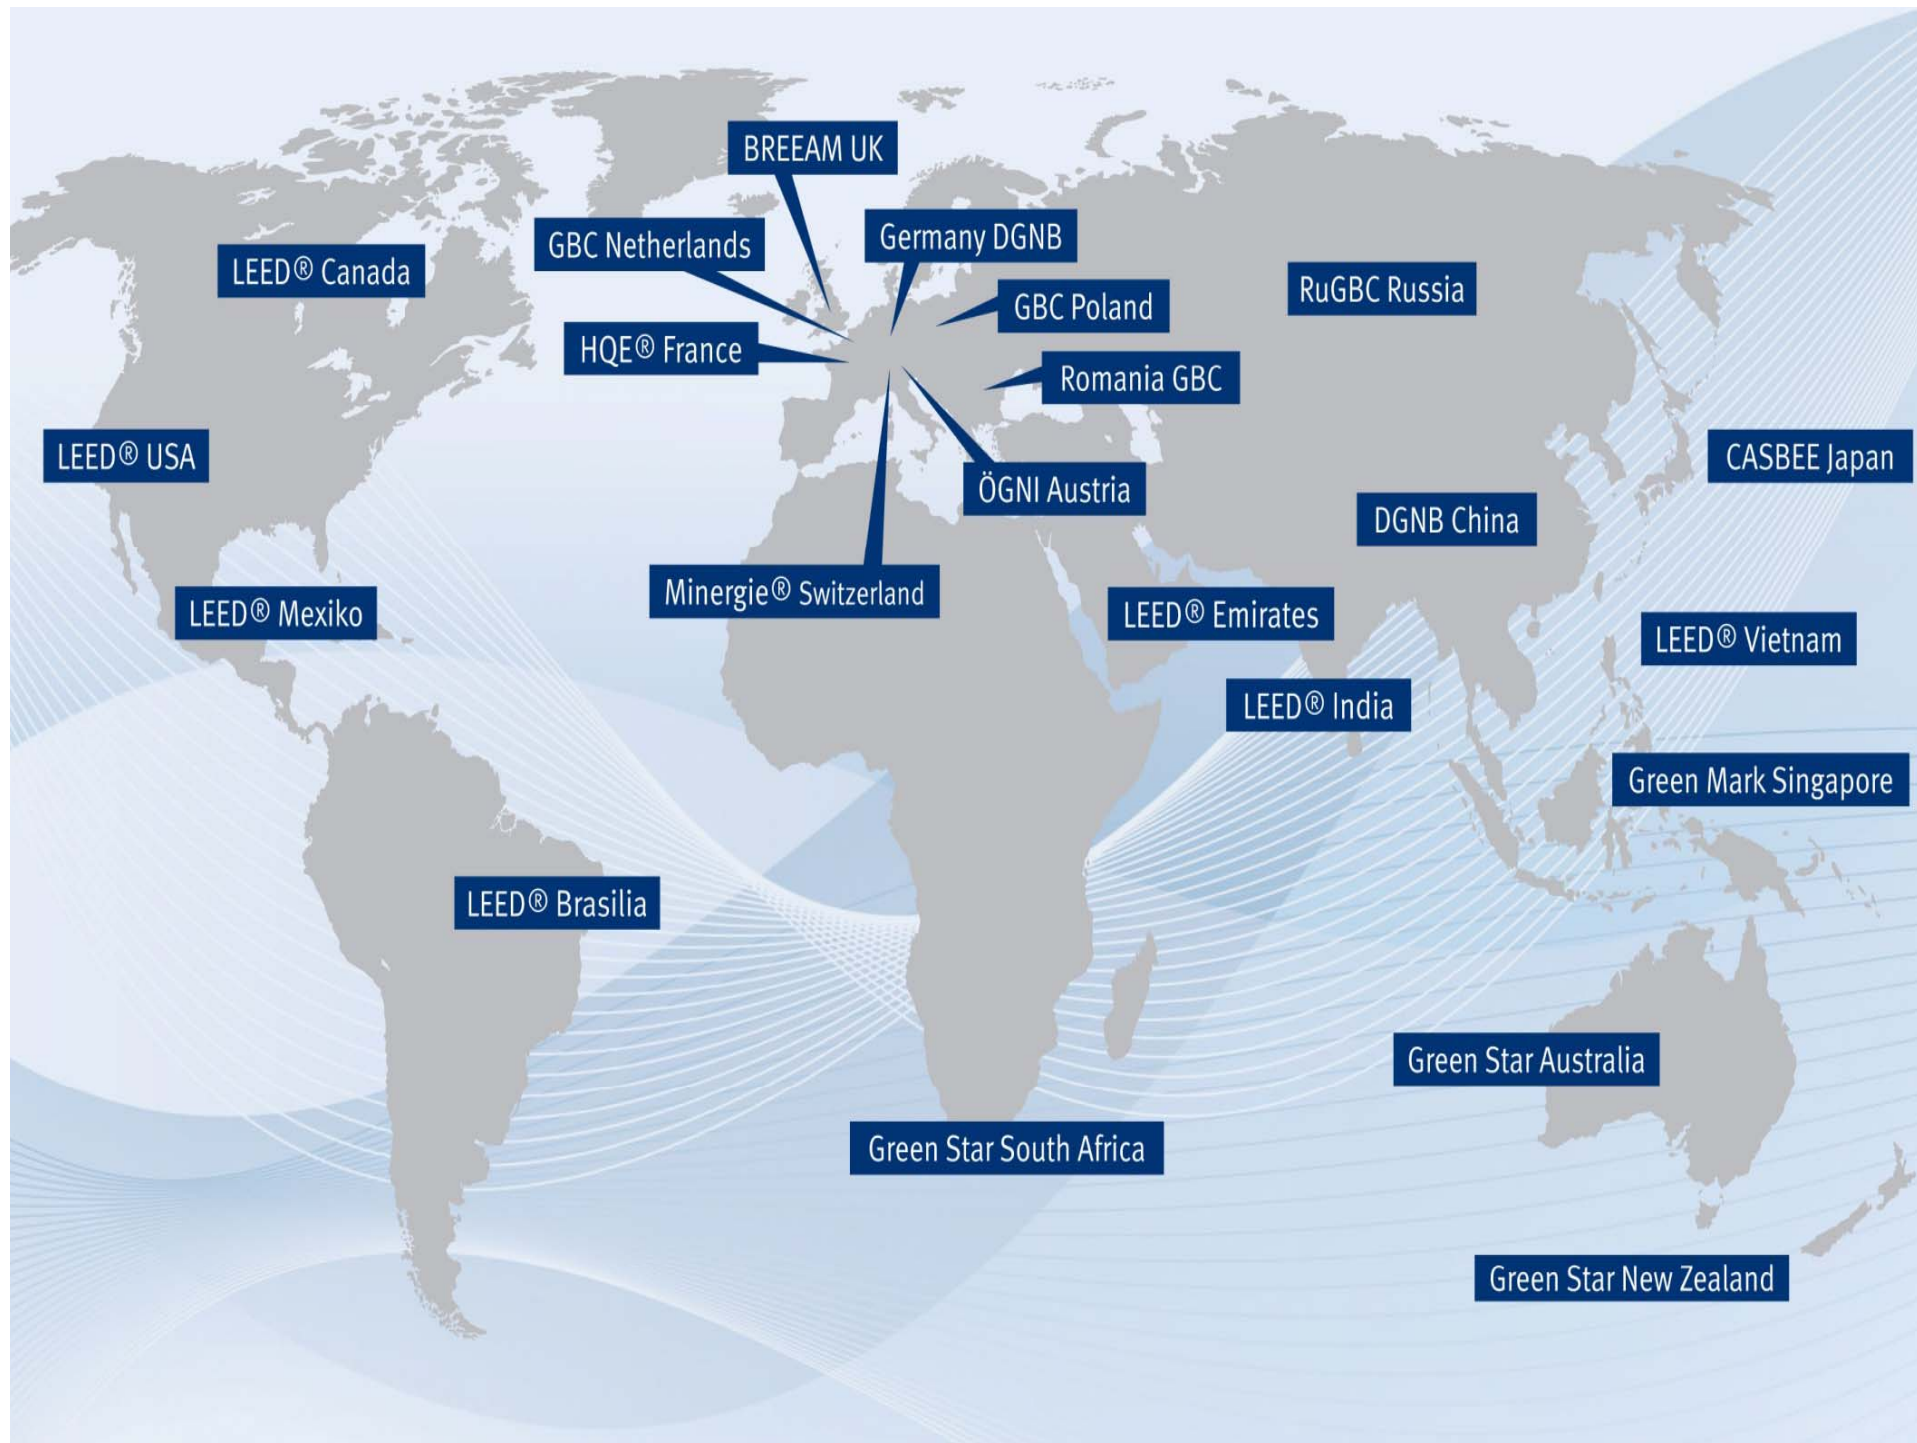 BREEAM UK
GBC Netherlands
Germany DGNB
LEED® Canada
RuGBC Russia
GBC Poland
HQE® France
Romania GBC
LEED® USA
CASBEE Japan
ÖGNI Austria
DGNB China
Minergie® Switzerland
LEED® Mexiko
LEED® Emirates
LEED® Vietnam
LEED® India
Green Mark Singapore
LEED® Brasilia
Green Star Australia
Green Star South Africa
Green Star New Zealand